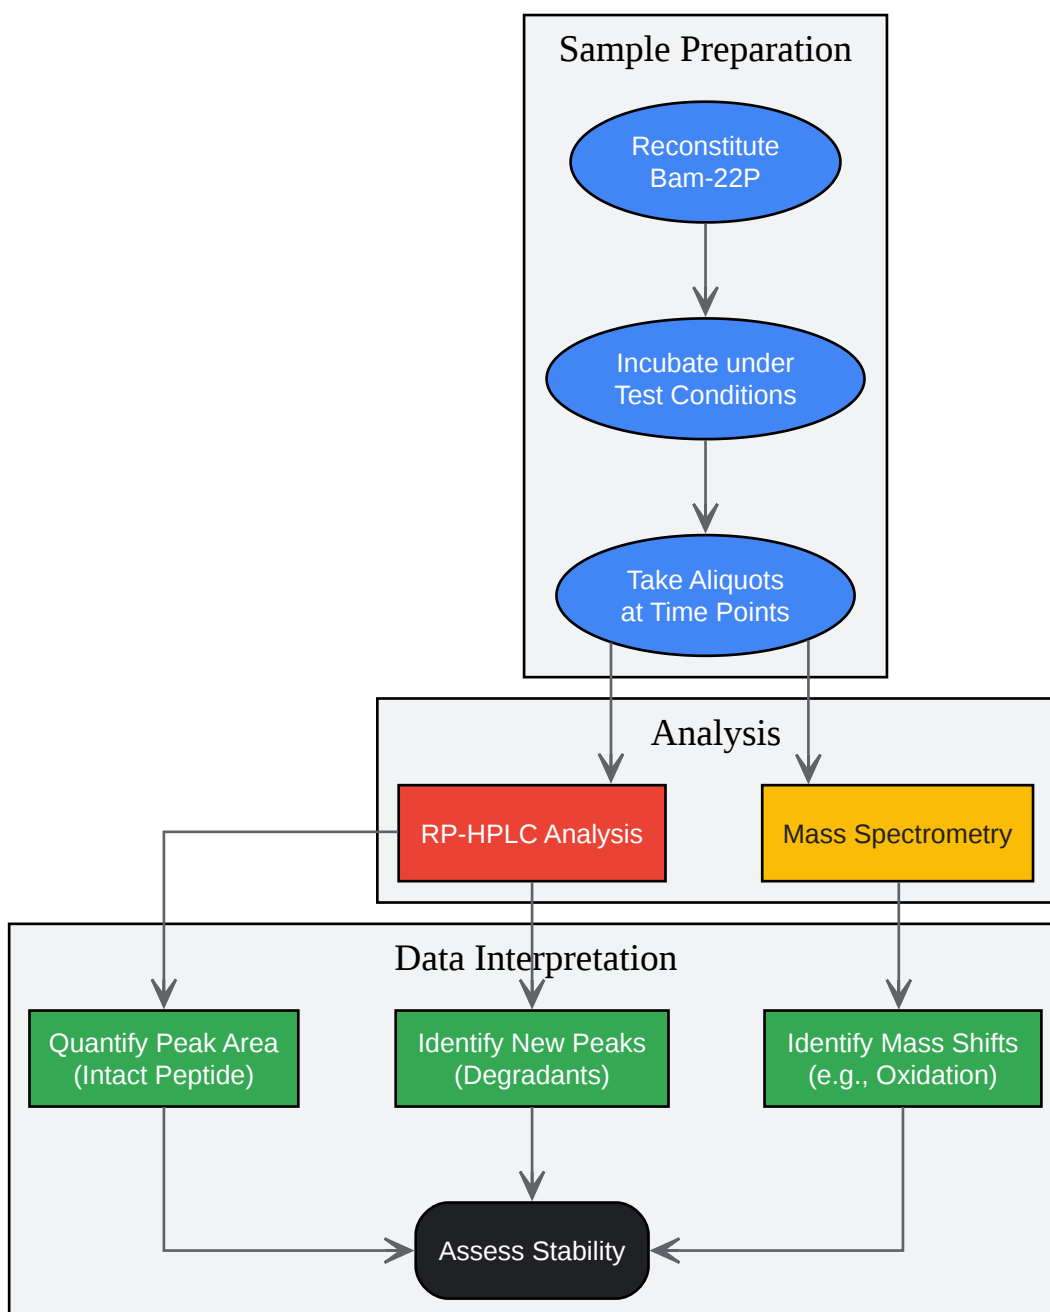 Sample Preparation
Reconstitute
Bam-22P
Incubate under
Test Conditions
Take Aliquots
at Time Points
Analysis
RP-HPLC Analysis
Mass Spectrometry
Data Interpretation
Quantify Peak Area
(Intact Peptide)
Identify New Peaks
(Degradants)
Identify Mass Shifts
(e.g., Oxidation)
Assess Stability